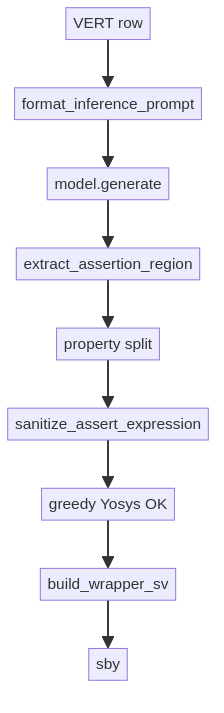 VERT row
format_inference_prompt
model.generate
extract_assertion_region
property split
sanitize_assert_expression
greedy Yosys OK
build_wrapper_sv
sby